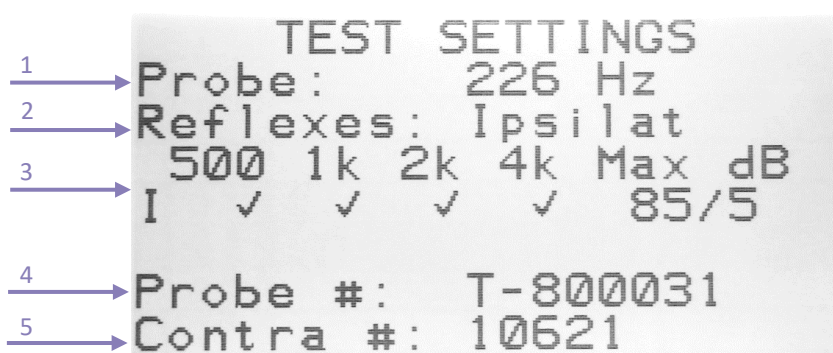 TEST SETTINGS
1
Probe: 226 Hz
2
Reflexes: Ipsilat
500 1k 2k 4k Max dB
3
I ✓ ✓ ✓ ✓ 85/5
4
Probe #: T-800031
5
Contra #: 10621